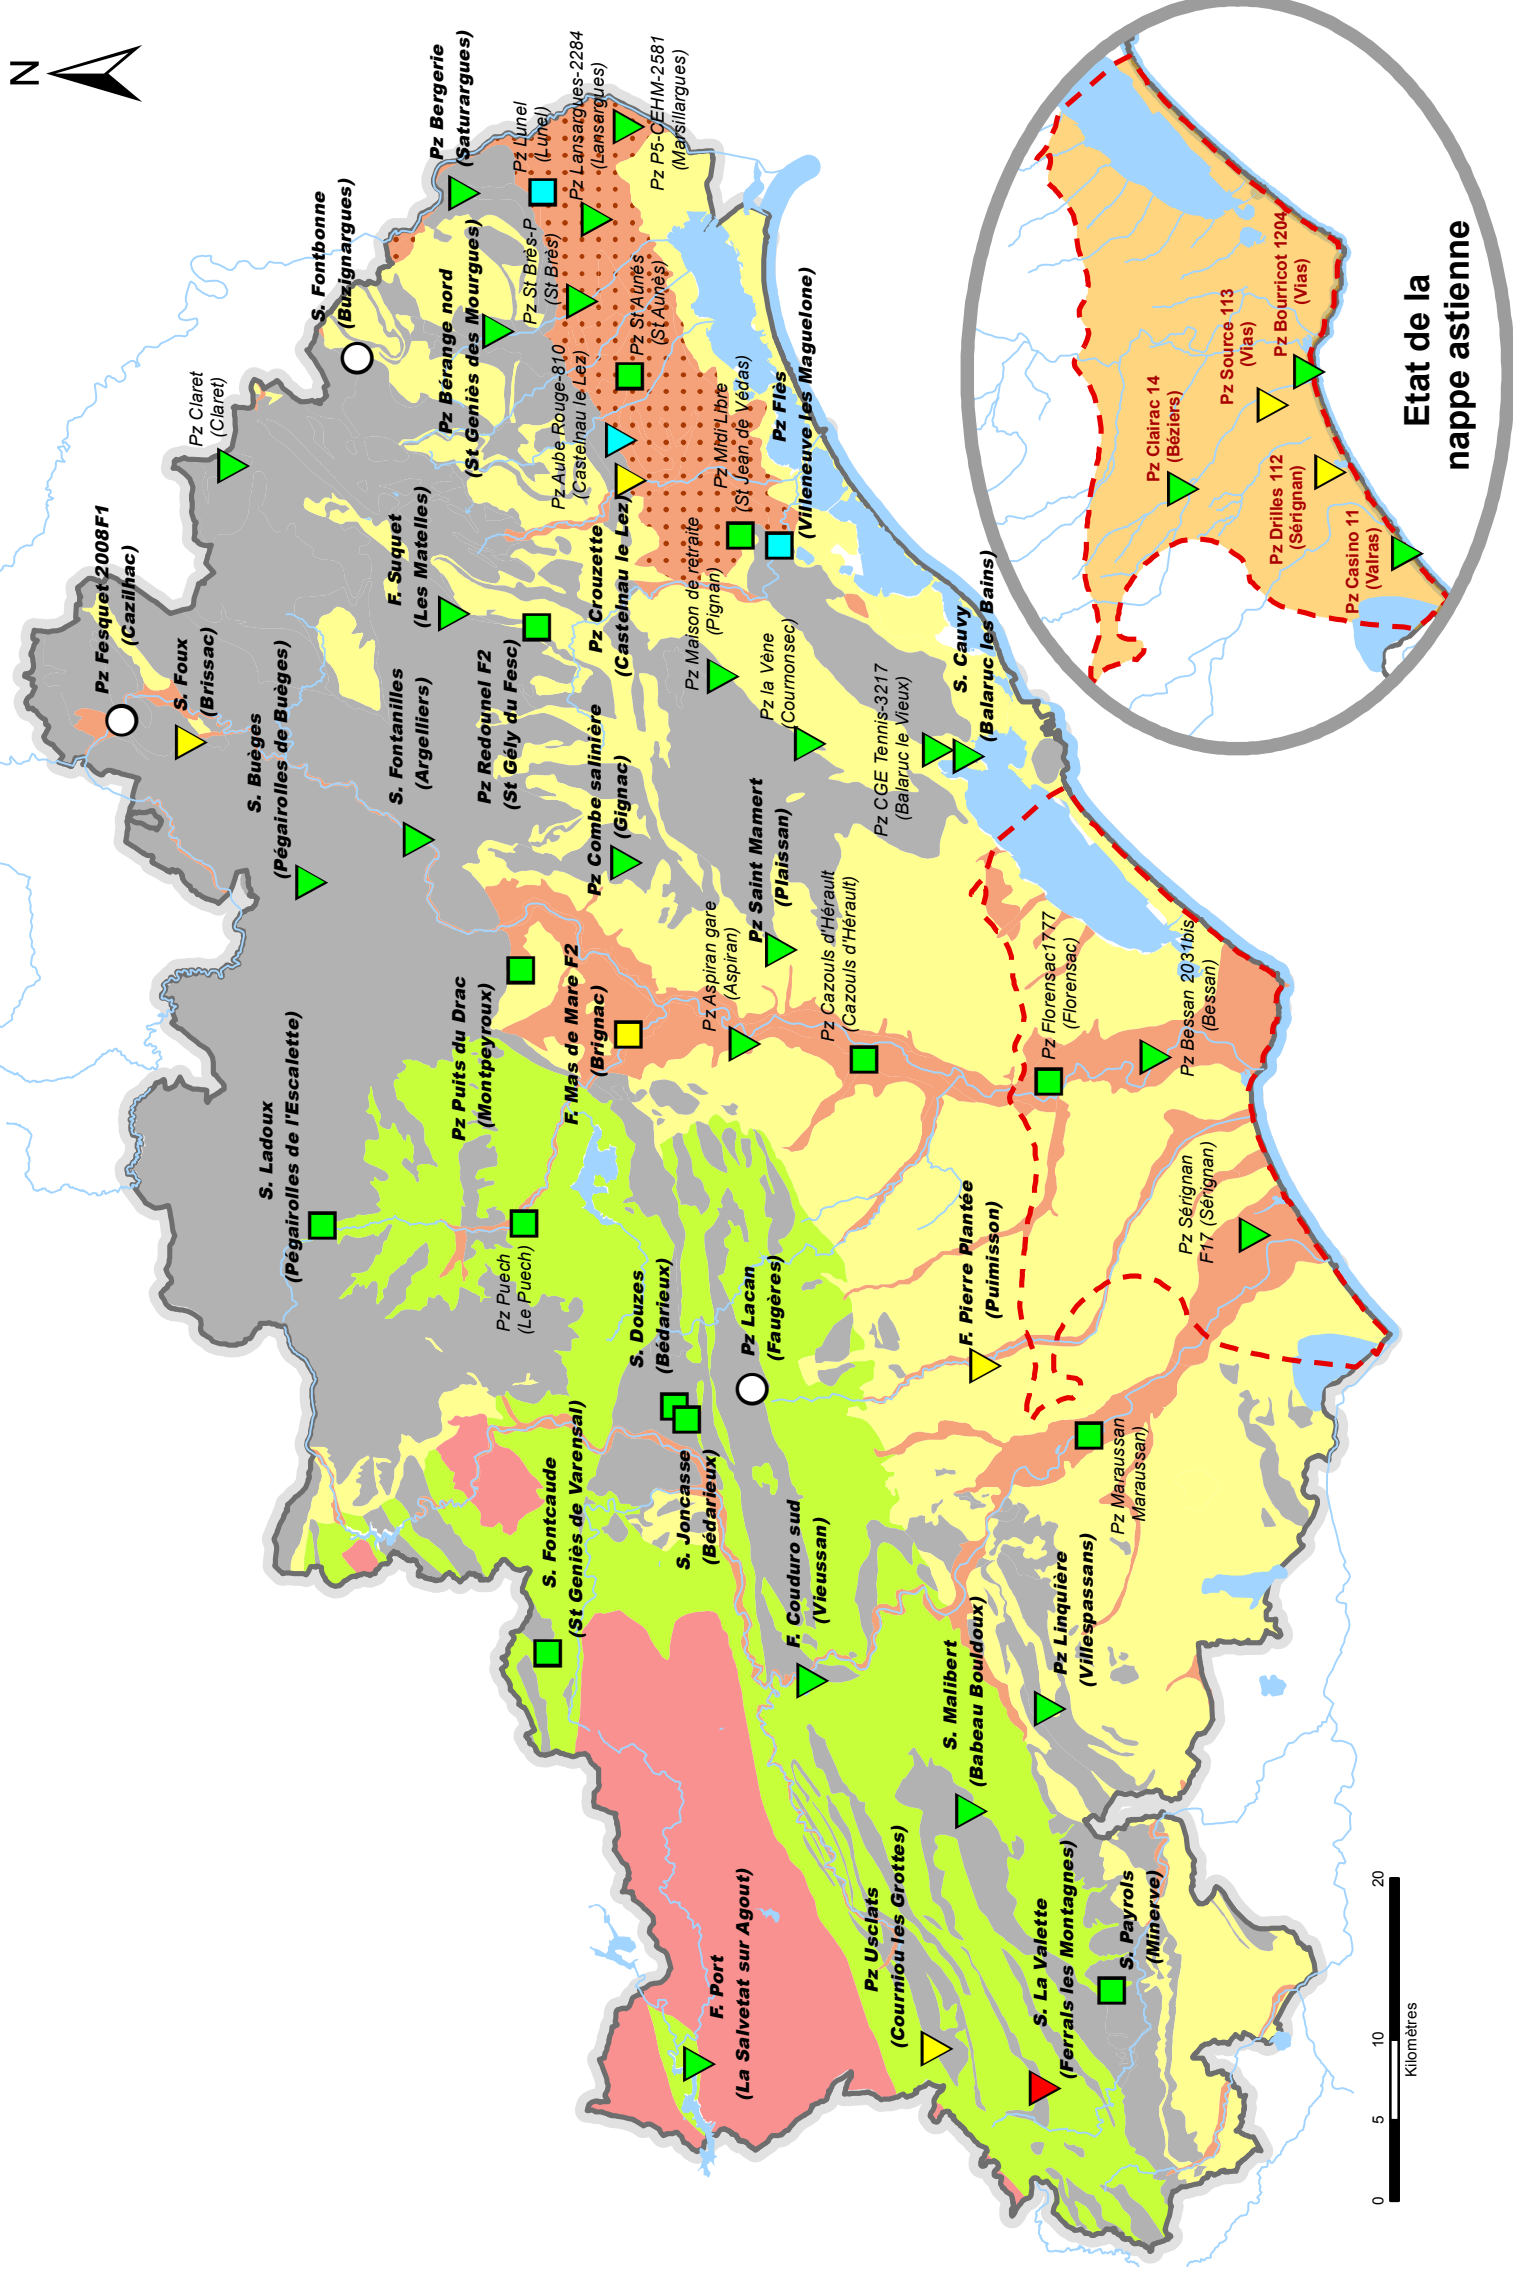 N
Pz Bergerie
(Saturargues)
Pz Lunel
(Lunel)
Pz Lansargues-2284
(Lansargues)
Pz P5-CEHM-2581
(Marsillargues)
S. Fontbonne
(Buzignargues)
Pz Bérange nord
(St Geniès des Mourgues)
Pz St Brès-P
(St Brès)
Pz St Aunès
(St Aunès)
Pz Claret
(Claret)
Pz Aube Rouge-810
(Castelnau le Lez)
Pz Midi Libre
(St Jean de Védas)
Pz Flès
(Villeneuve les Maguelone)
Pz Fesquet 2008F1
(Cazilhac)
F. Suquet
(Les Matelles)
Pz Crouzette
(Castelnau le Lez)
Pz Maison de retraite
(Pignan)
S. Foux
(Brissac)
S. Buèges
(Pégairolles de Buèges)
S. Fontanilles
(Argelliers)
Pz Redounel F2
(St Gély du Fesc)
Pz la Vène
(Cournonsec)
S. Cauvy
(Balaruc les Bains)
Pz CGE Tennis-3217
(Balaruc le Vieux)
Pz Combe salinière
(Gignac)
Pz Saint Mamert
(Plaissan)
Pz Aspiran gare
(Aspiran)
Pz Cazouls d'Hérault
(Cazouls d'Hérault)
Pz Florensac1777
(Florensac)
Pz Bessan 2031bis
(Bessan)
Pz Puits du Drac
(Montpeyroux)
F. Mas de Mare F2
(Brignac)
S. Ladoux
(Pégairolles de l'Escalette)
Pz Puech
(Le Puech)
S. Douzes
(Bédarieux)
Pz Lacan
(Faugères)
F. Pierre Plantée
(Puimisson)
Pz Sérignan
F17 (Sérignan)
S. Fontcaude
(St Geniès de Varensal)
S. Joncasse
(Bédarieux)
F. Couduro sud
(Vieussan)
Pz Maraussan
Maraussan)
Pz Linquière
(Villespassans)
S. Malibert
(Babeau Bouldoux)
F. Port
(La Salvetat sur Agout)
Pz Usclats
(Courniou les Grottes)
S. La Valette
(Ferrals les Montagnes)
S. Payrols
(Minerve)
Pz Clairac 14
(Béziers)
Pz Source 113
(Vias)
Pz Bourricot 1204
(Vias)
Pz Drilles 112
(Sérignan)
Pz Casino 11
(Valras)
Etat de la
nappe astienne
0 5 10 20
Kilomètres